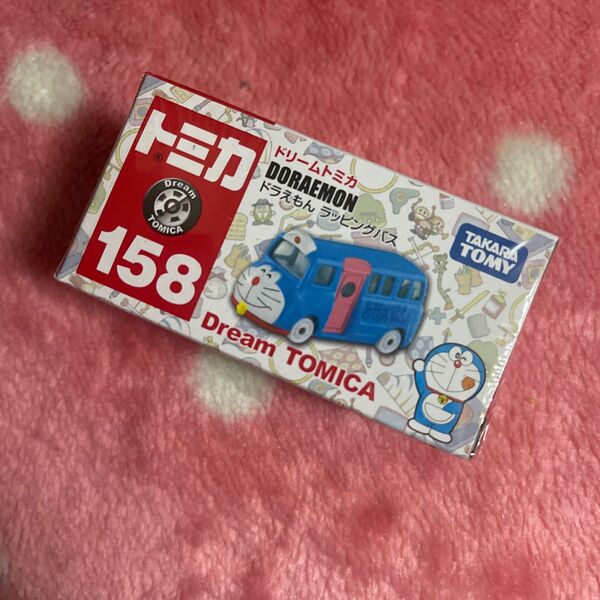 トミカ
®
Dream
TOMICA
158
ドリームトミカ
DORAEMON
ドラえもん ラッピングバス
TAKARA
TOMY
Dream TOMICA